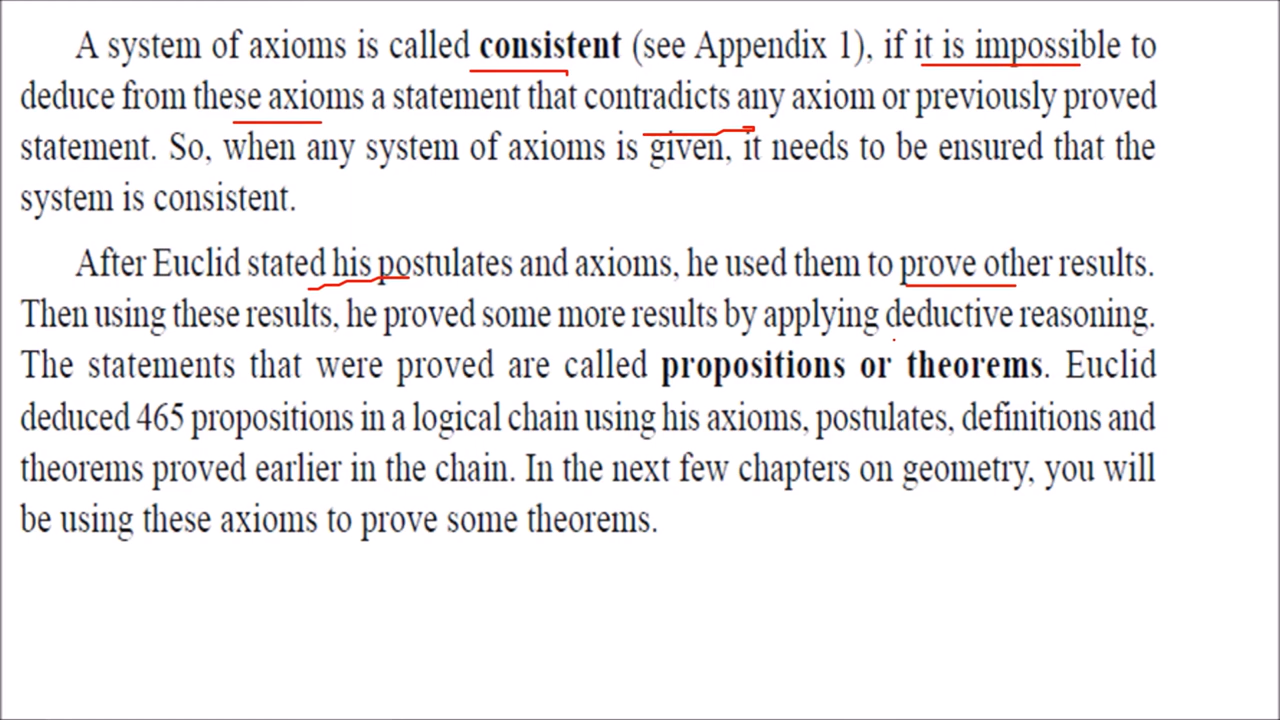 A system of axioms is called consistent (see Appendix 1), if it is impossible to
deduce from these axioms a statement that contradicts any axiom or previously proved
statement. So, when any system of axioms is given, it needs to be ensured that the
system is consistent.
After Euclid stated his postulates and axioms, he used them to prove other results.
Then using these results, he proved some more results by applying deductive reasoning.
The statements that were proved are called propositions or theorems. Euclid
deduced 465 propositions in a logical chain using his axioms, postulates, definitions and
theorems proved earlier in the chain. In the next few chapters on geometry, you will
be using these axioms to prove some theorems.